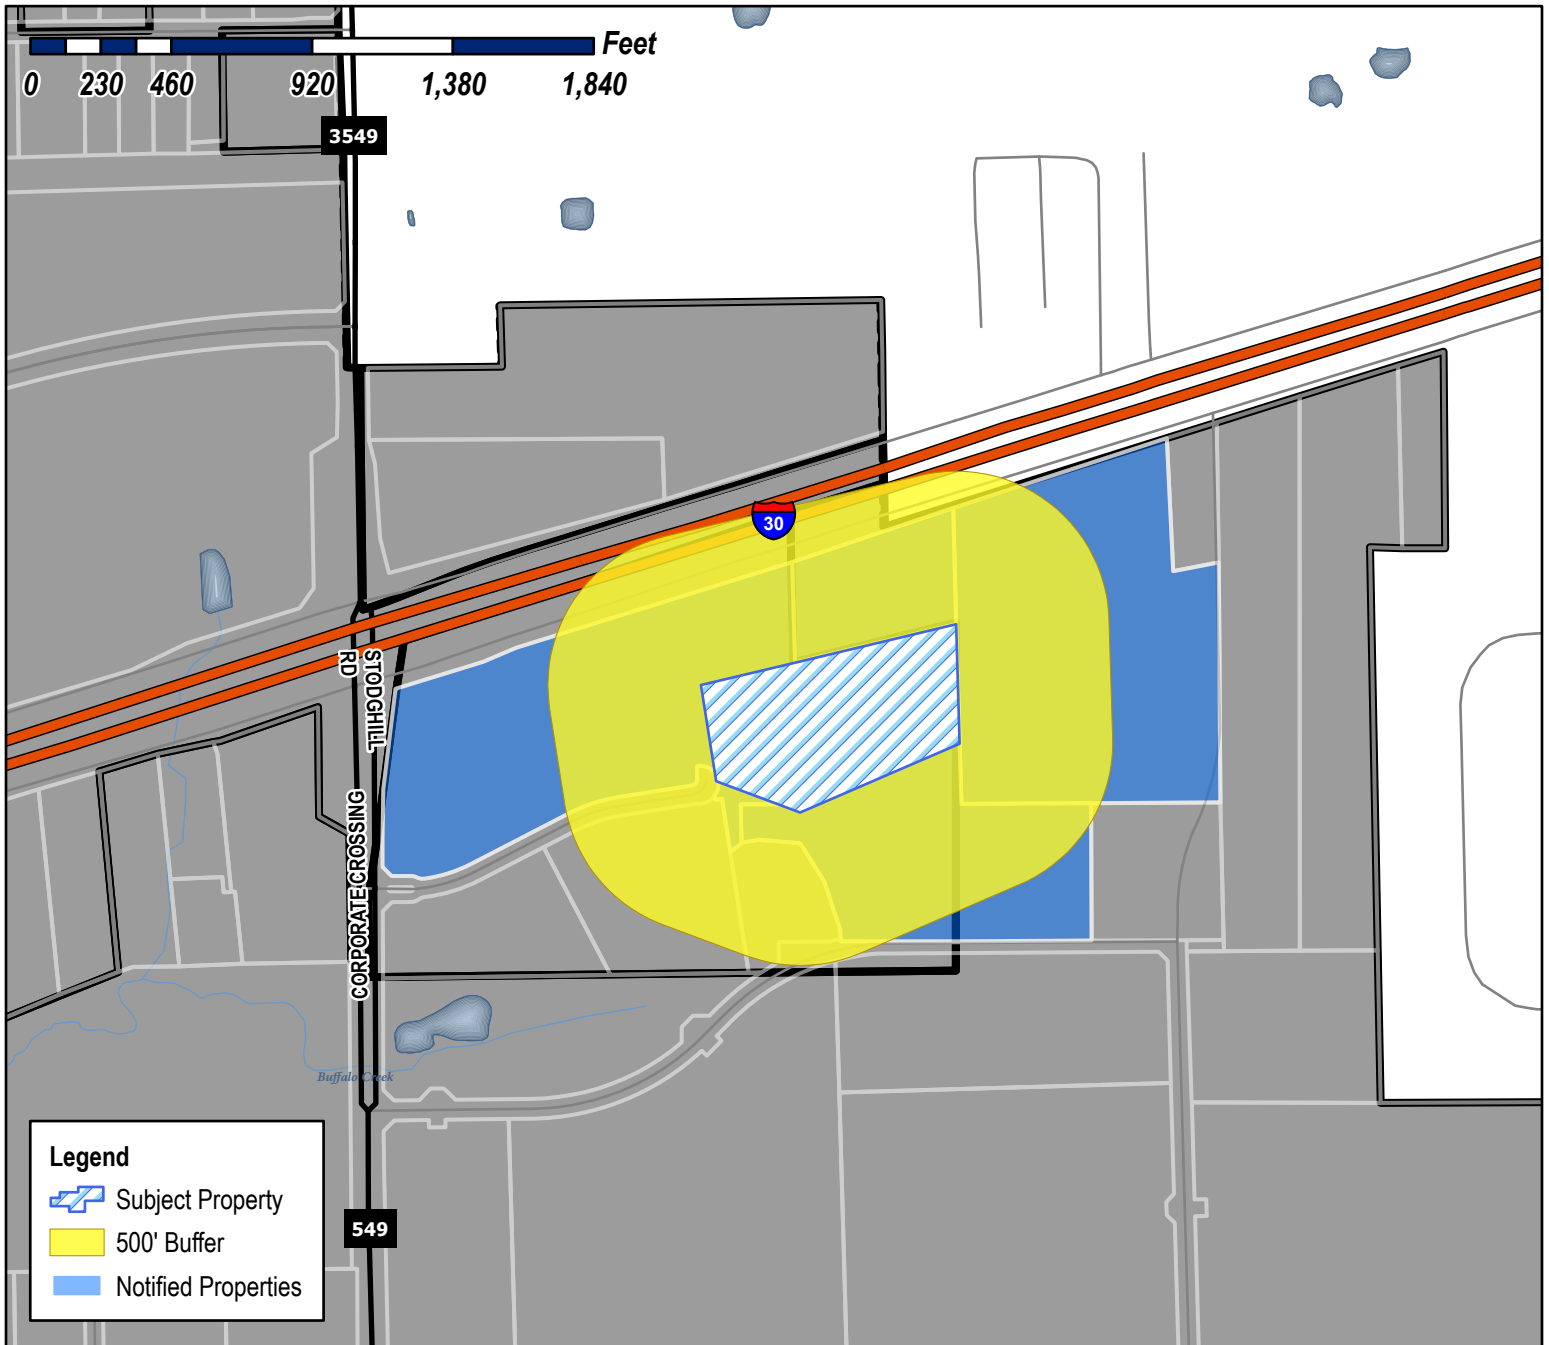 Feet
0 230 460 920 1,380 1,840
3549
30
STODGHILL
RD
CORPORATE CROSSING
Buffalo Creek
549
Legend
Subject Property
500' Buffer
Notified Properties